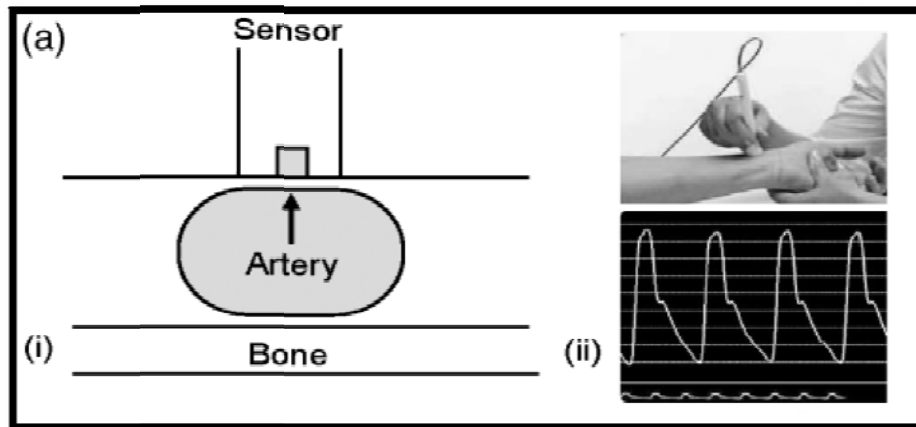 (a)
Sensor
Artery
(i)
Bone
(ii)